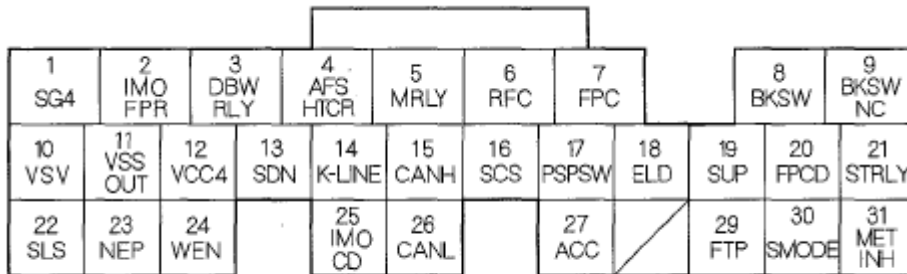 1 SG4
2 IMO FPR
3 DBW RLY
4 AFS HTCR
5 MRLY
6 RFC
7 FPC
8 BKSW
9 BKSW NC
10 VSV
11 VSS OUT
12 VCC4
13 SDN
14 K-LINE
15 CANH
16 SCS
17 PSPSW
18 ELD
19 SUP
20 FPCD
21 STRLY
22 SLS
23 NEP
24 WEN
25 IMO CD
26 CANL
27 ACC
29 FTP
30 SMODE
31 MET INH